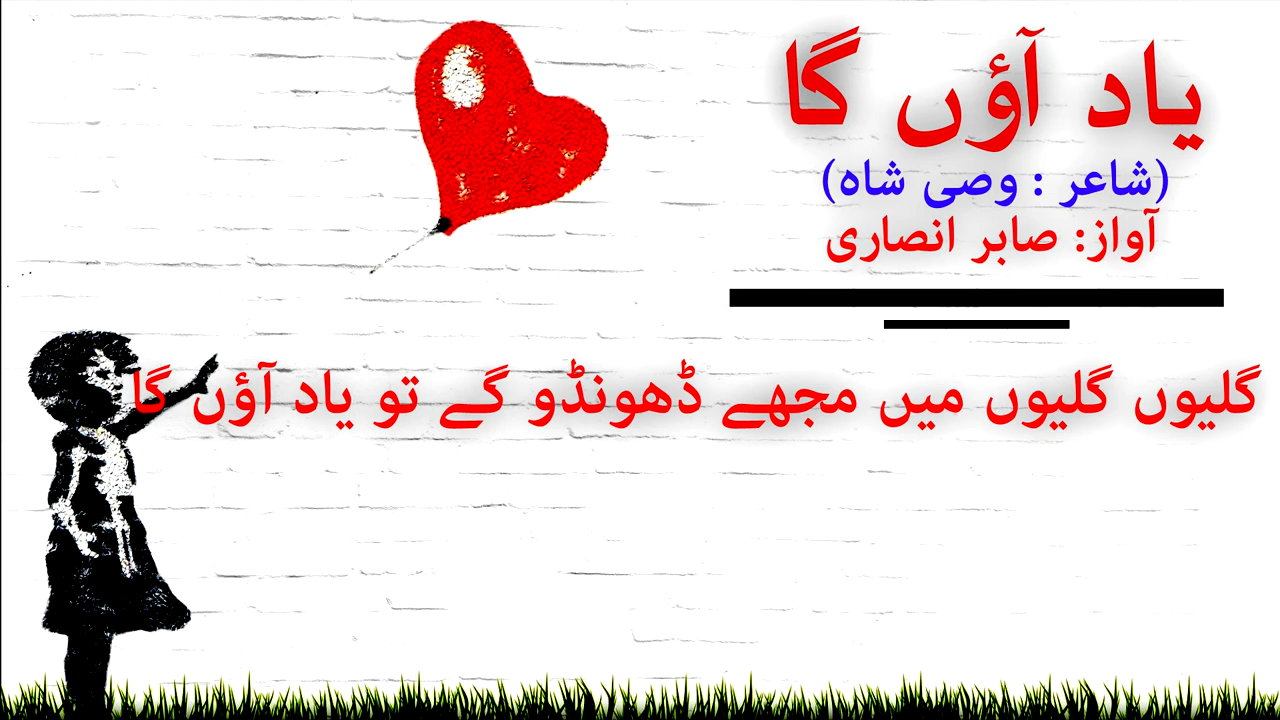 یاد آؤں گا
(شاعر : وصی شاہ)
آواز: صابر انصاری
گلیوں گلیوں میں مجھے ڈھونڈو گے تو یاد آؤں گا